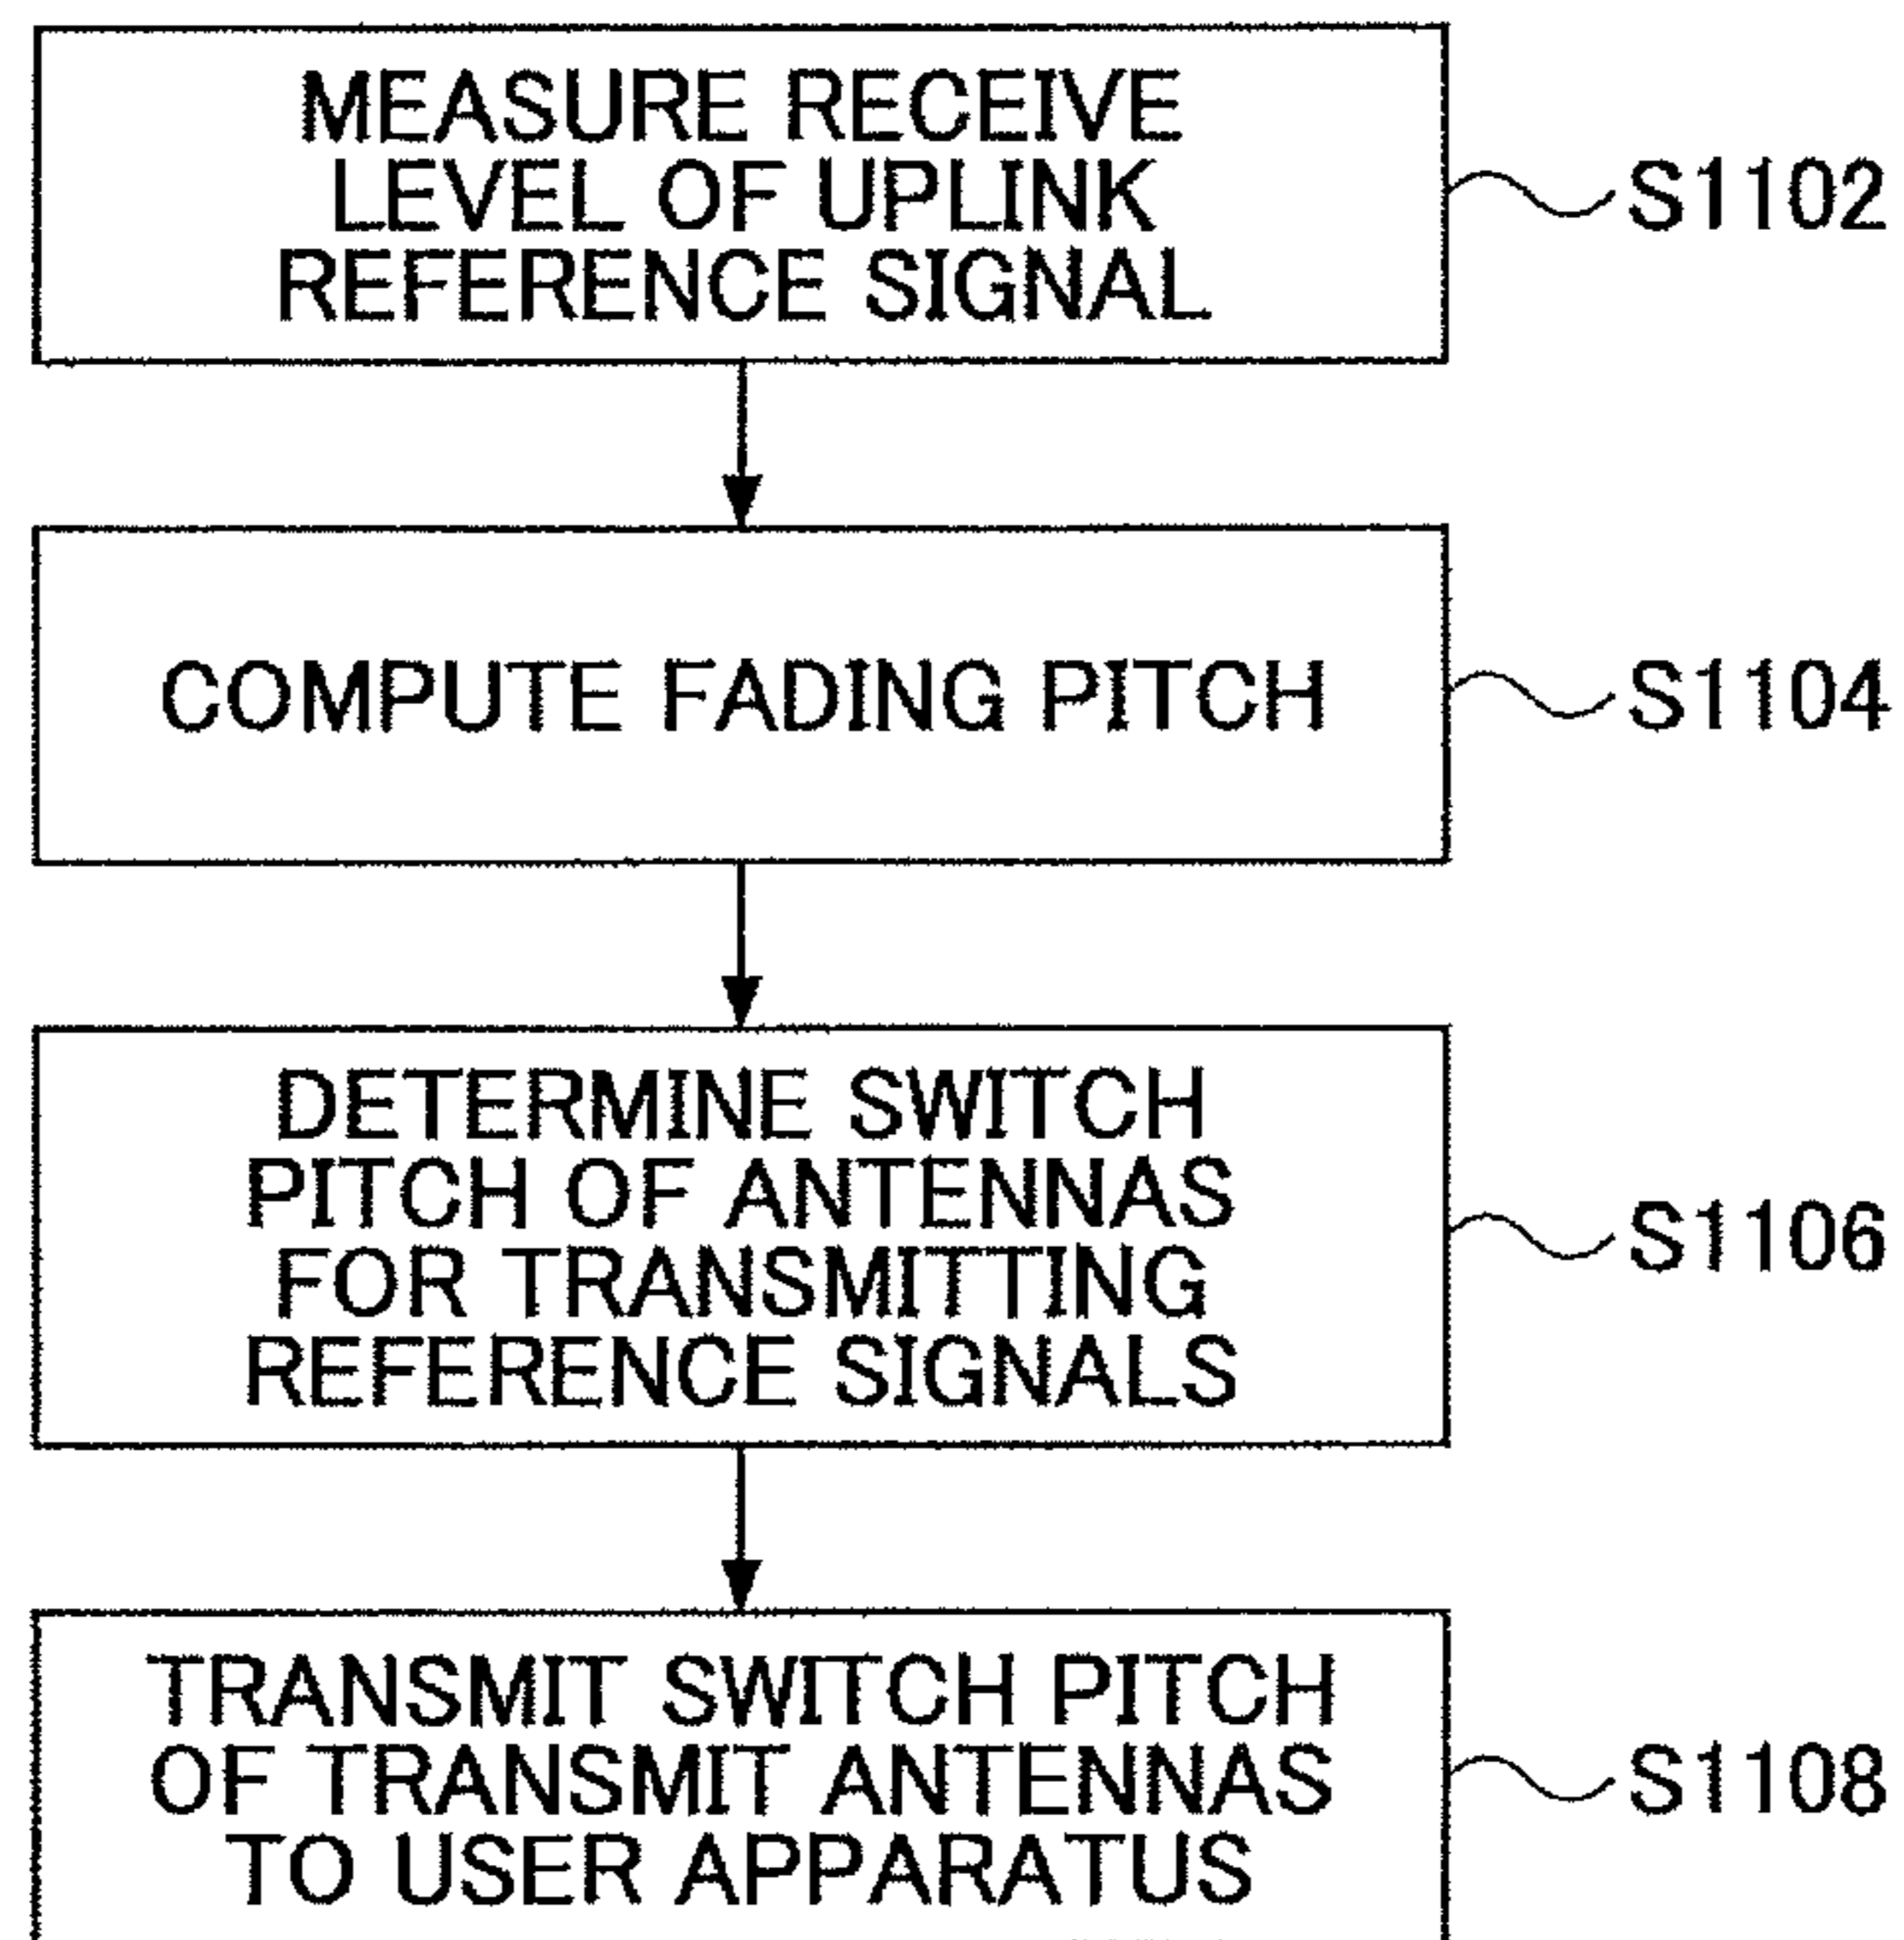 MEASURE RECEIVE
LEVEL OF UPLINK
REFERENCE SIGNAL
S1102
COMPUTE FADING PITCH
S1104
DETERMINE SWITCH
PITCH OF ANTENNAS
FOR TRANSMITTING
REFERENCE SIGNALS
S1106
TRANSMIT SWITCH PITCH
OF TRANSMIT ANTENNAS
TO USER APPARATUS
S1108